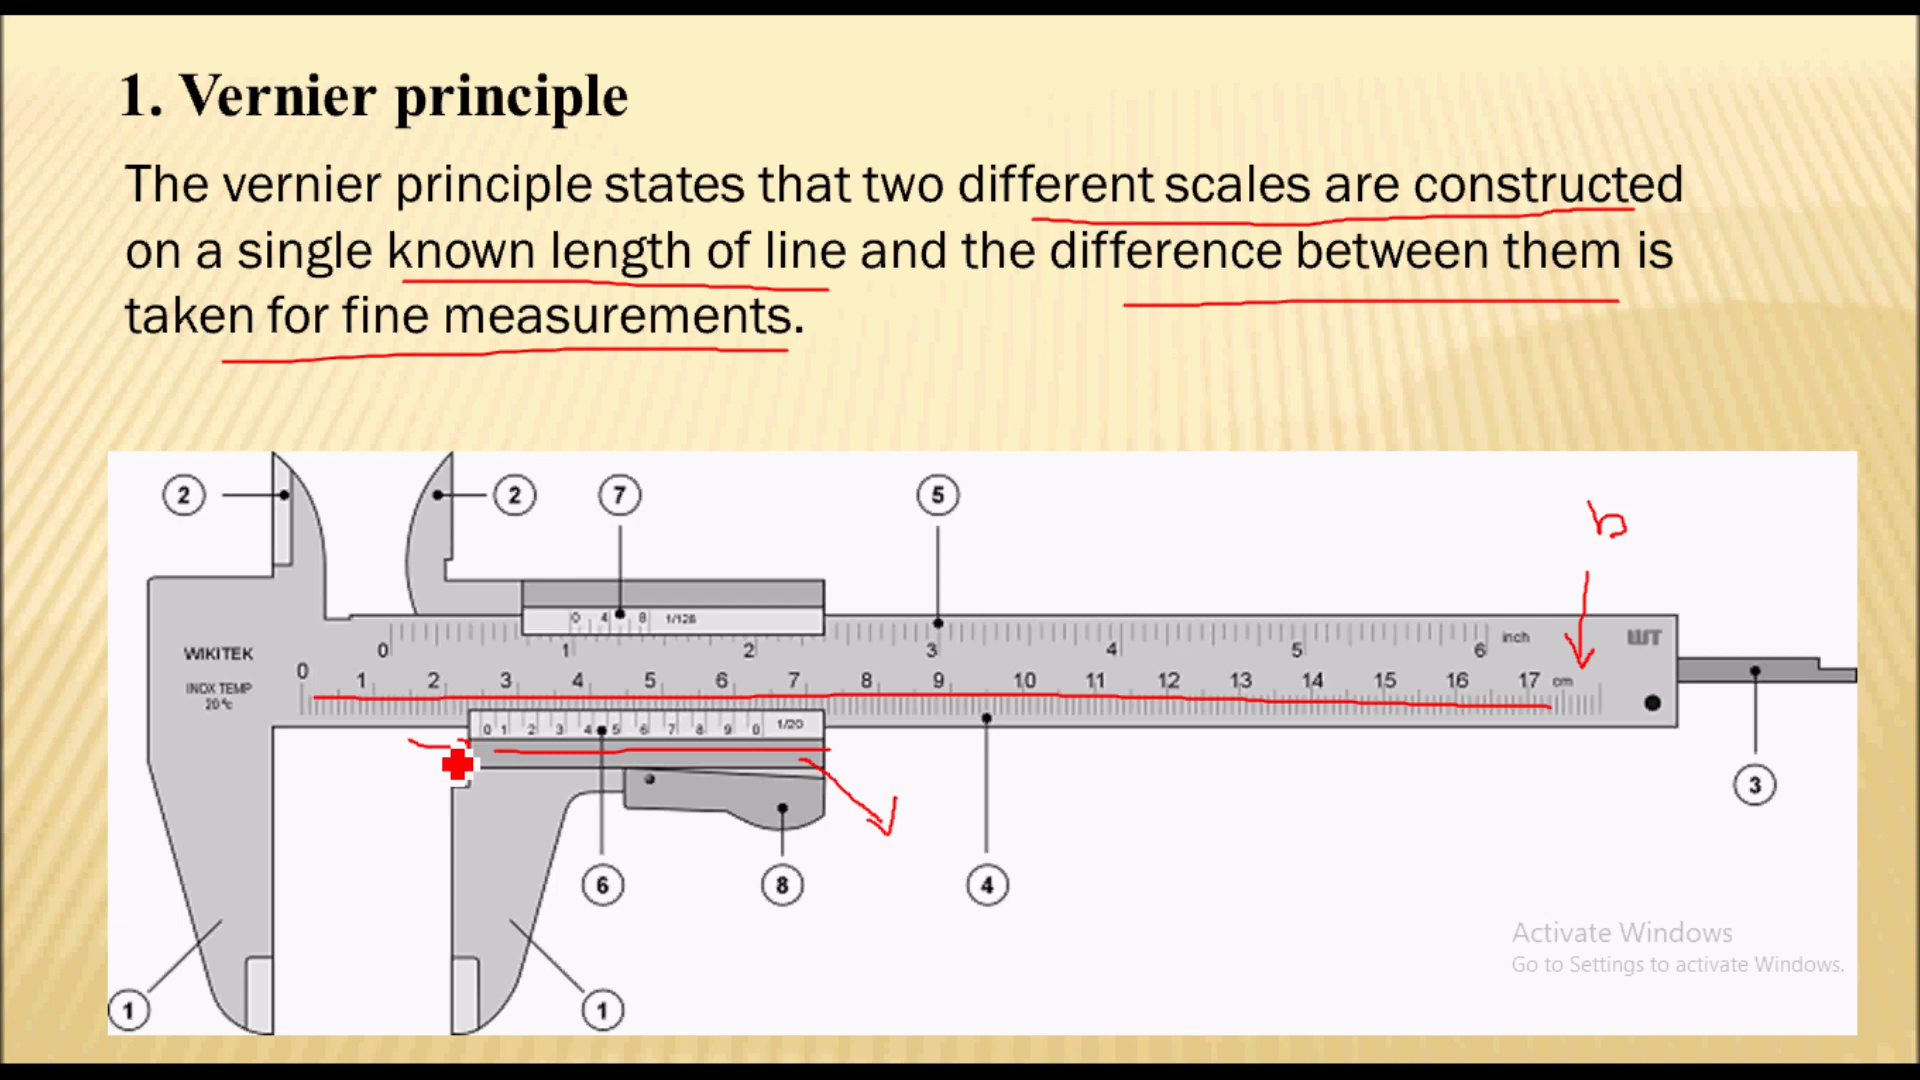 1. Vernier principle
The vernier principle states that two different scales are constructed
on a single known length of line and the difference between them is
taken for fine measurements.
2 2 7 5
b
0 4 8 1/128
0 1 2 3 4 5 6 inch
WIKITEK
INOX TEMP
20 °c
0 1 2 3 4 5 6 7 8 9 10 11 12 13 14 15 16 17 cm
0 1 2 3 4 5 6 7 8 9 0 1/20
3
6 8 4
Activate Windows
Go to Settings to activate Windows.
1 1